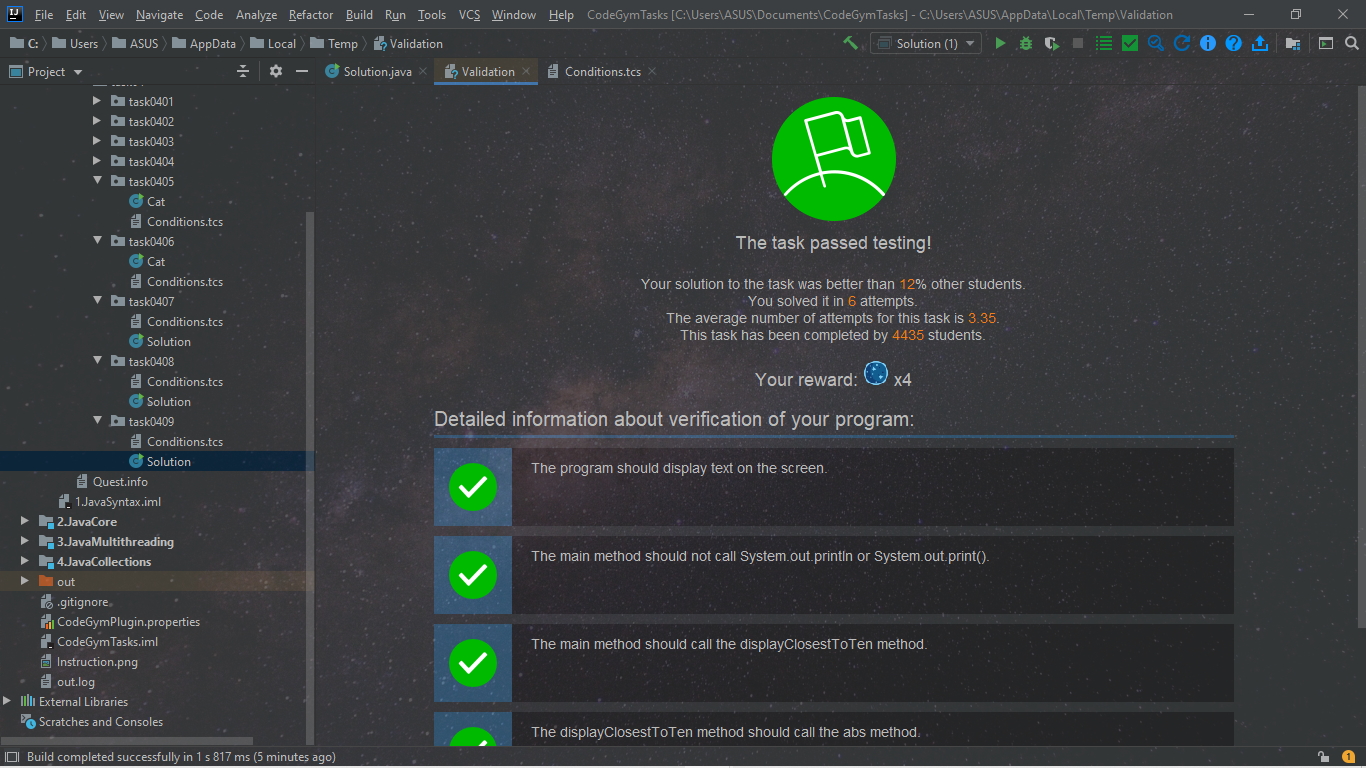 File Edit View Navigate Code Analyze Refactor Build Run Tools VCS Window Help CodeGymTasks [C:\Users\ASUS\Documents\CodeGymTasks] - C:\Users\ASUS\AppData\Local\Temp\Validation
C: Users ASUS AppData Local Temp Validation Solution (1)
Project Solution.java Validation Conditions.tcs
task0401
task0402
task0403
task0404
task0405
Cat
Conditions.tcs
task0406
Cat
Conditions.tcs
task0407
Conditions.tcs
Solution
task0408
Conditions.tcs
Solution
task0409
Conditions.tcs
Solution
Quest.info
1.JavaSyntax.iml
2.JavaCore
3.JavaMultithreading
4.JavaCollections
out
.gitignore
CodeGymPlugin.properties
CodeGymTasks.iml
Instruction.png
out.log
External Libraries
Scratches and Consoles
The task passed testing!
Your solution to the task was better than 12% other students.
You solved it in 6 attempts.
The average number of attempts for this task is 3.35.
This task has been completed by 4435 students.
Your reward: x4
Detailed information about verification of your program:
The program should display text on the screen.
The main method should not call System.out.println or System.out.print().
The main method should call the displayClosestToTen method.
The displayClosestToTen method should call the abs method.
Build completed successfully in 1 s 817 ms (5 minutes ago) 1